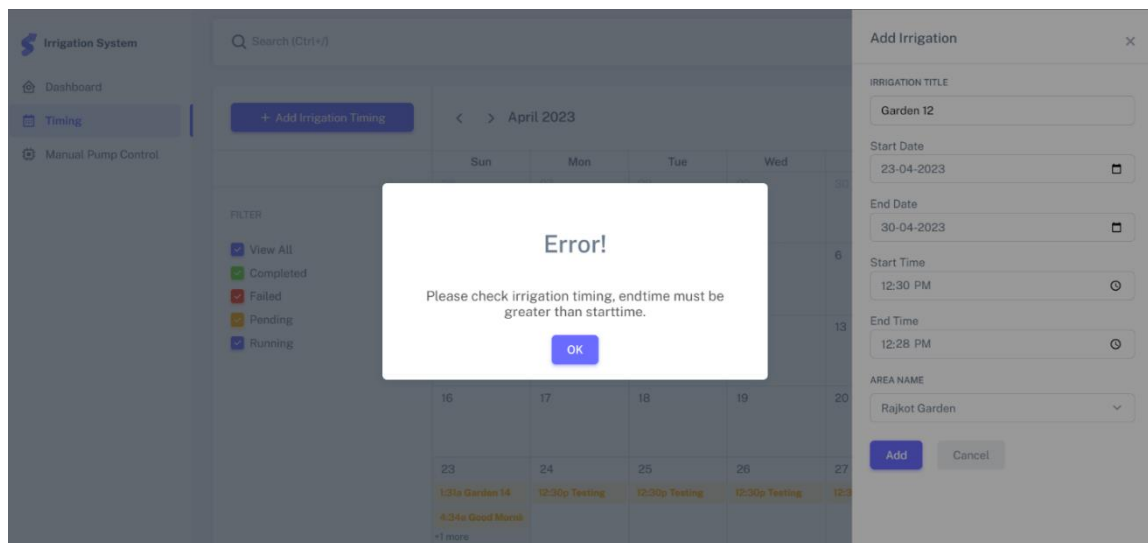 Irrigation System
Dashboard
Timing
Manual Pump Control
Search (Ctrl+/)
+ Add Irrigation Timing
April 2023
Sun Mon Tue Wed
30
FILTER
View All
Completed
Failed
Pending
Running
6
13
16 17 18 19 20
23 24 25 26 27
1:31a Garden 14 12:30p Testing 12:30p Testing 12:30p Testing 12:3
4:34a Good Morni
+1 more
Error!
Please check irrigation timing, endtime must be
greater than starttime.
OK
Add Irrigation
IRRIGATION TITLE
Garden 12
Start Date
23-04-2023
End Date
30-04-2023
Start Time
12:30 PM
End Time
12:28 PM
AREA NAME
Rajkot Garden
Add Cancel